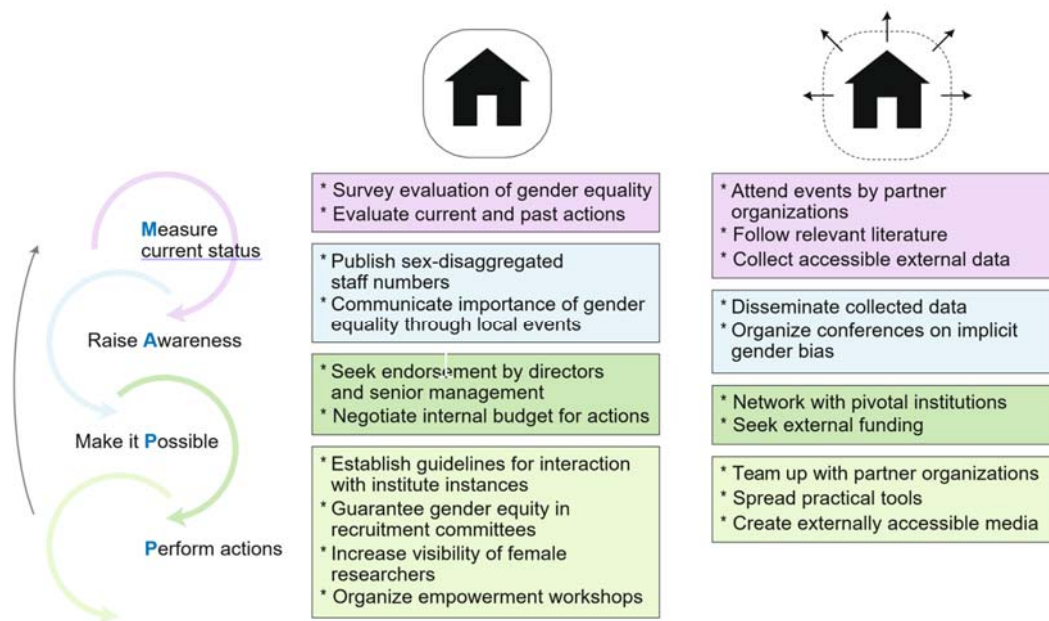 Measure
current status
Raise Awareness
Make it Possible
Perform actions
* Survey evaluation of gender equality
* Evaluate current and past actions
* Publish sex-disaggregated
staff numbers
* Communicate importance of gender
equality through local events
* Seek endorsement by directors
and senior management
* Negotiate internal budget for actions
* Establish guidelines for interaction
with institute instances
* Guarantee gender equity in
recruitment committees
* Increase visibility of female
researchers
* Organize empowerment workshops
* Attend events by partner
organizations
* Follow relevant literature
* Collect accessible external data
* Disseminate collected data
* Organize conferences on implicit
gender bias
* Network with pivotal institutions
* Seek external funding
* Team up with partner organizations
* Spread practical tools
* Create externally accessible media